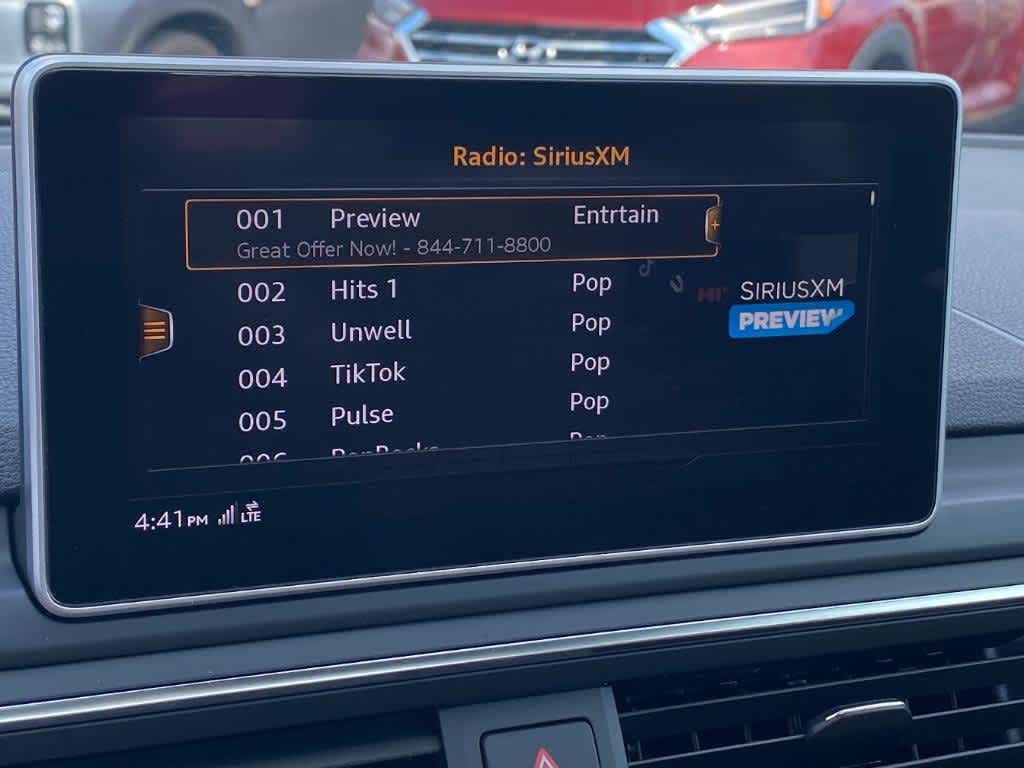 Radio: SiriusXM
001 Preview Entrtain
Great Offer Now! - 844-711-8800
002 Hits 1 Pop
003 Unwell Pop
004 TikTok Pop
005 Pulse Pop
SIRIUSXM
PREVIEW
4:41PM LTE